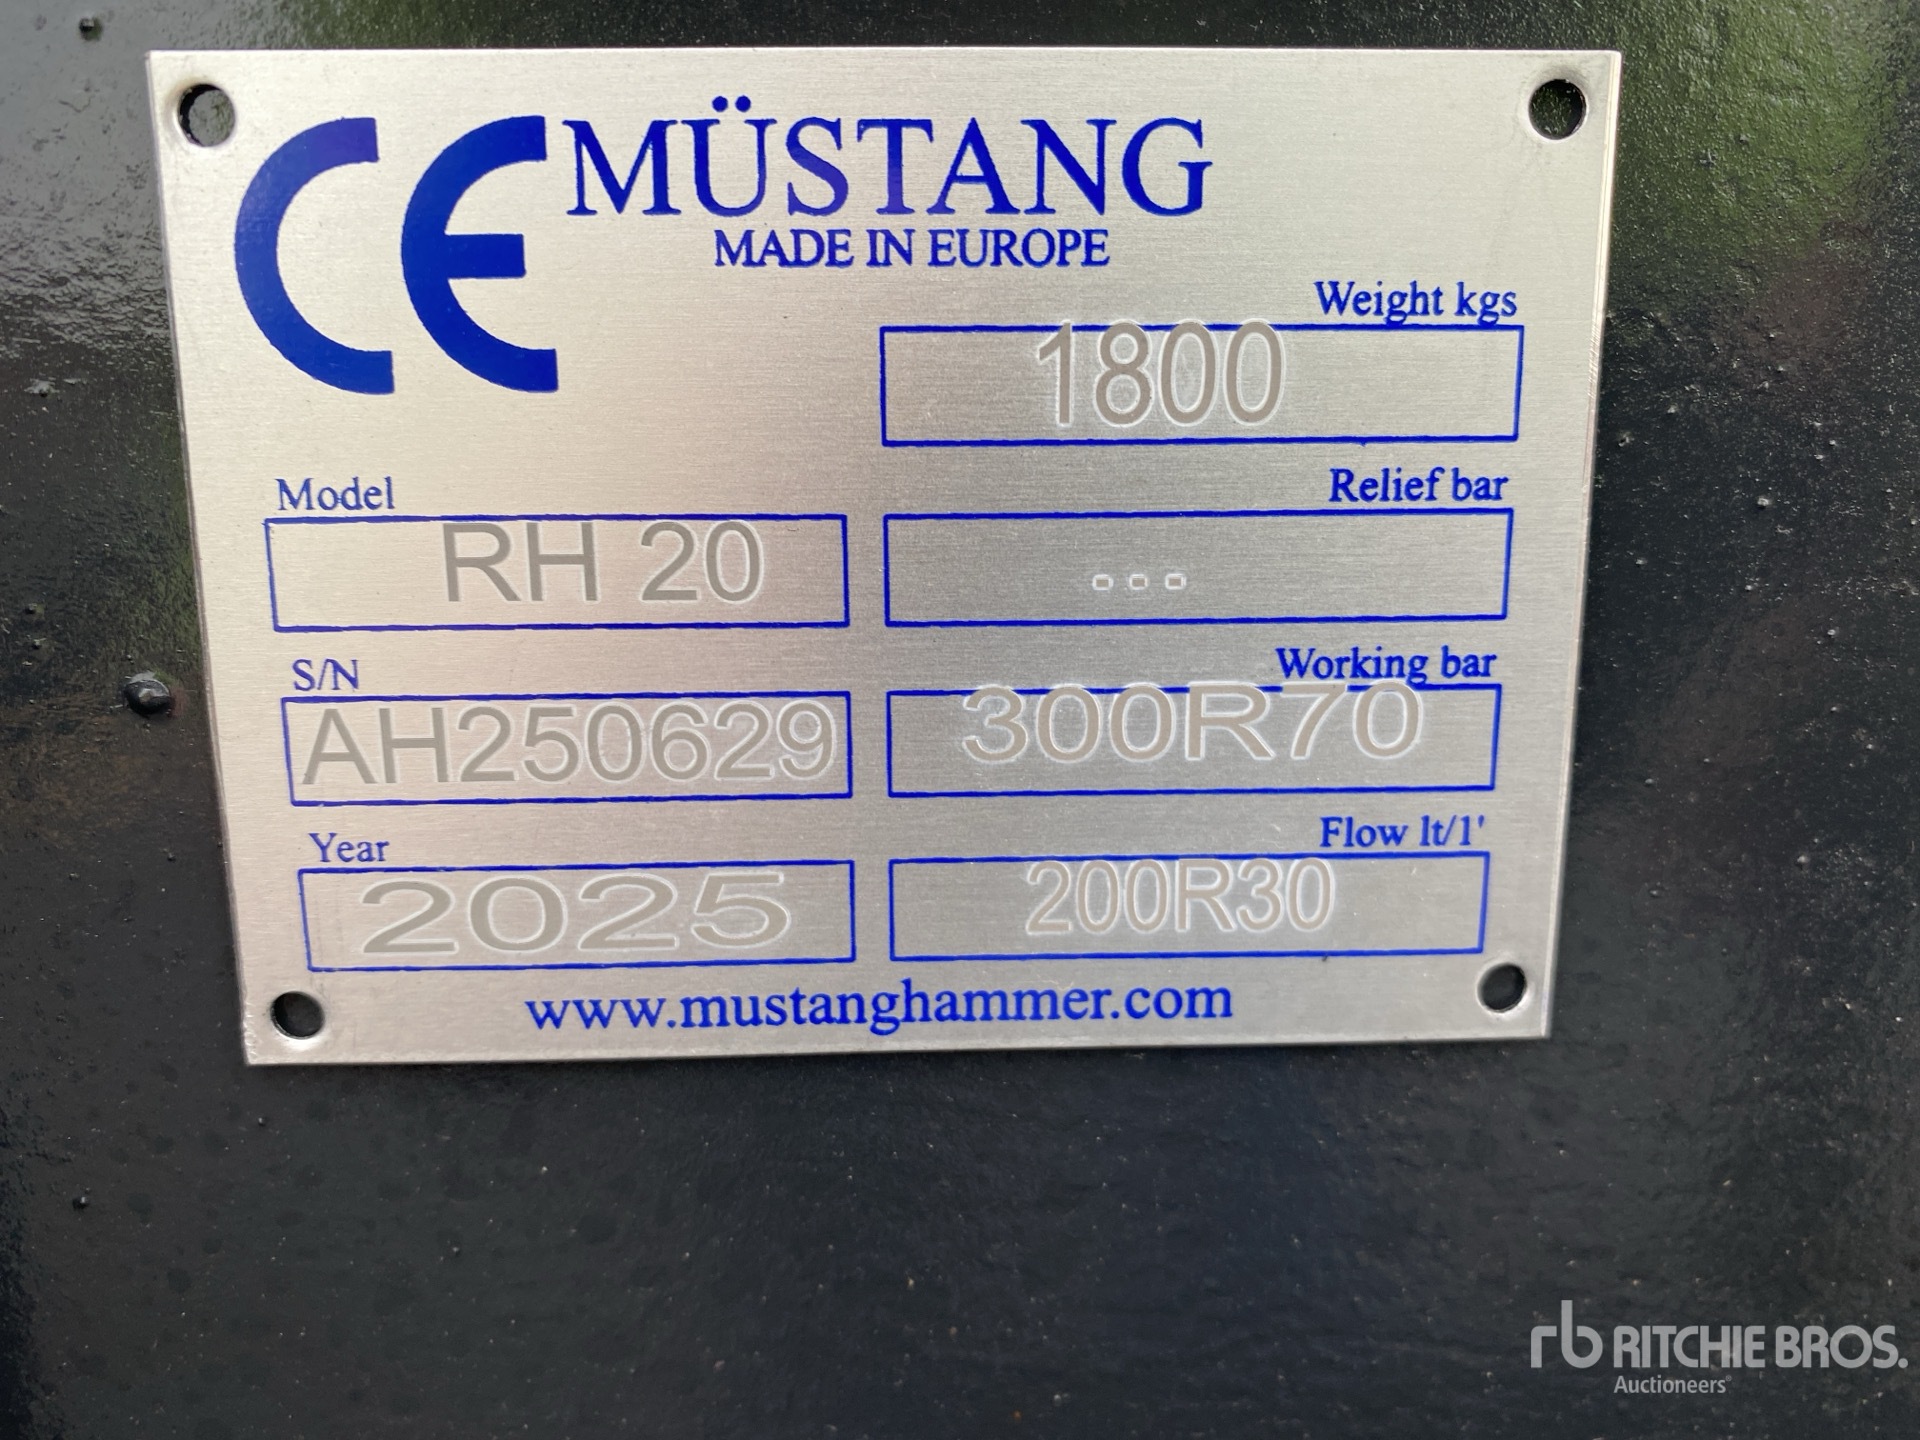 CE MÜSTANG
MADE IN EUROPE
Weight kgs
1800
Model
RH 20
Relief bar
...
S/N
AH250629
Working bar
300R70
Year
2025
Flow lt/1'
200R30
www.mustanghammer.com
rb RITCHIE BROS.
Auctioneers